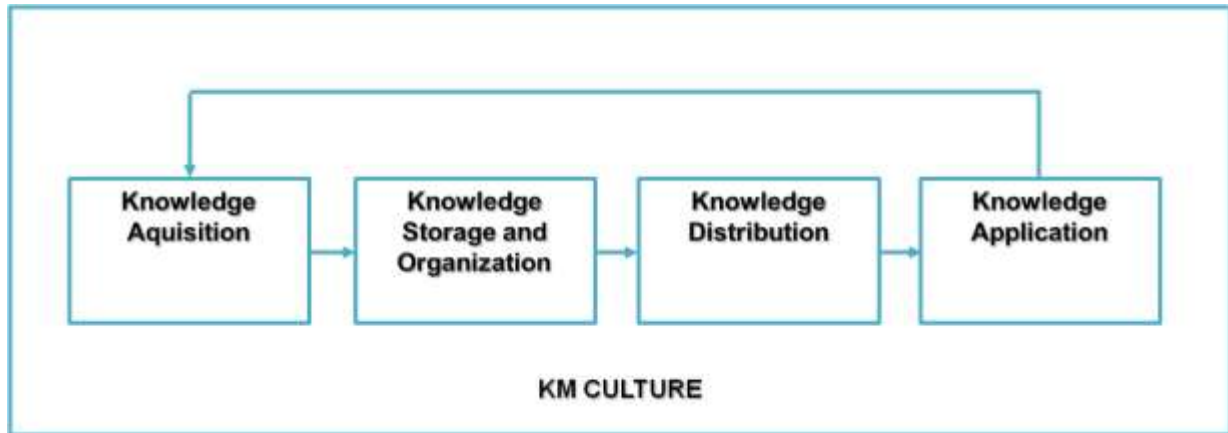 Knowledge
Aquisition
Knowledge
Storage and
Organization
Knowledge
Distribution
Knowledge
Application
KM CULTURE